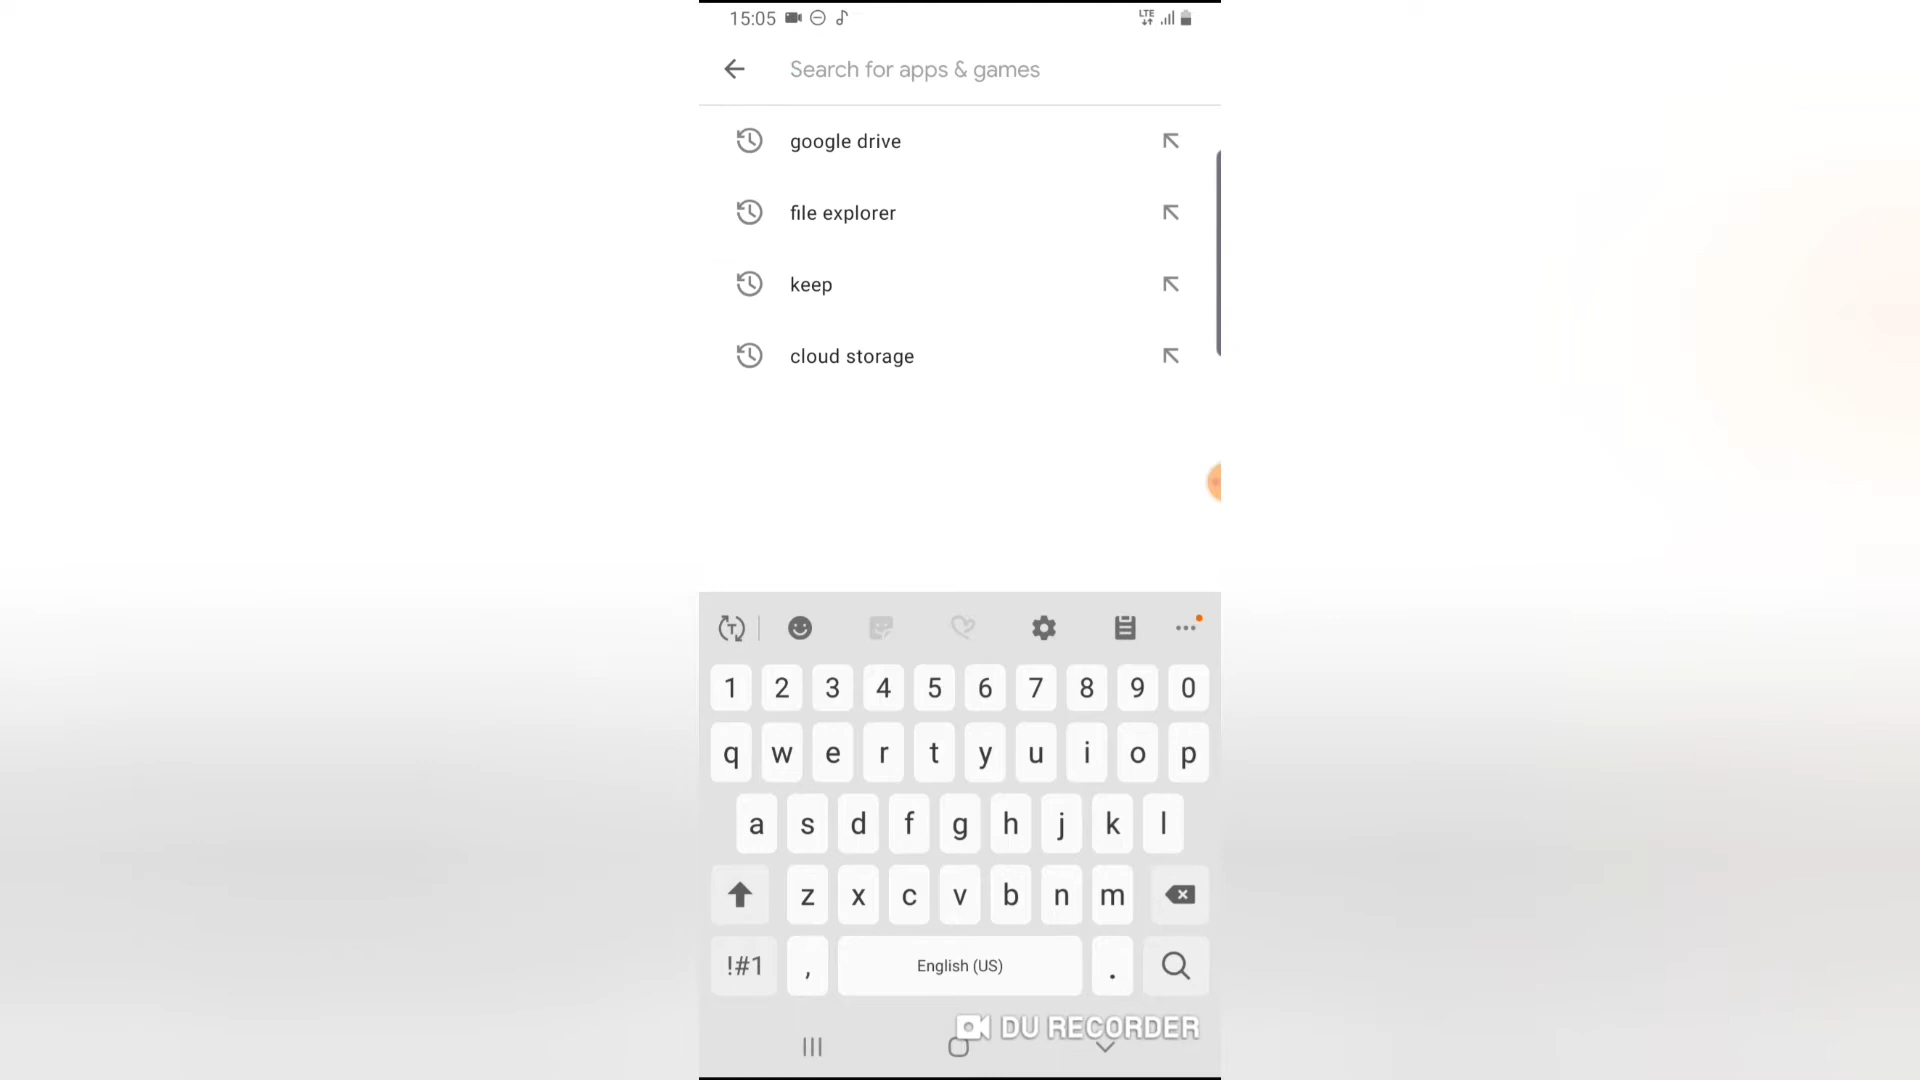 15:05 LTE
Search for apps & games
google drive
file explorer
keep
cloud storage
1 2 3 4 5 6 7 8 9 0
q w e r t y u i o p
a s d f g h j k l
z x c v b n m
!#1 , English (US) .
DU RECORDER